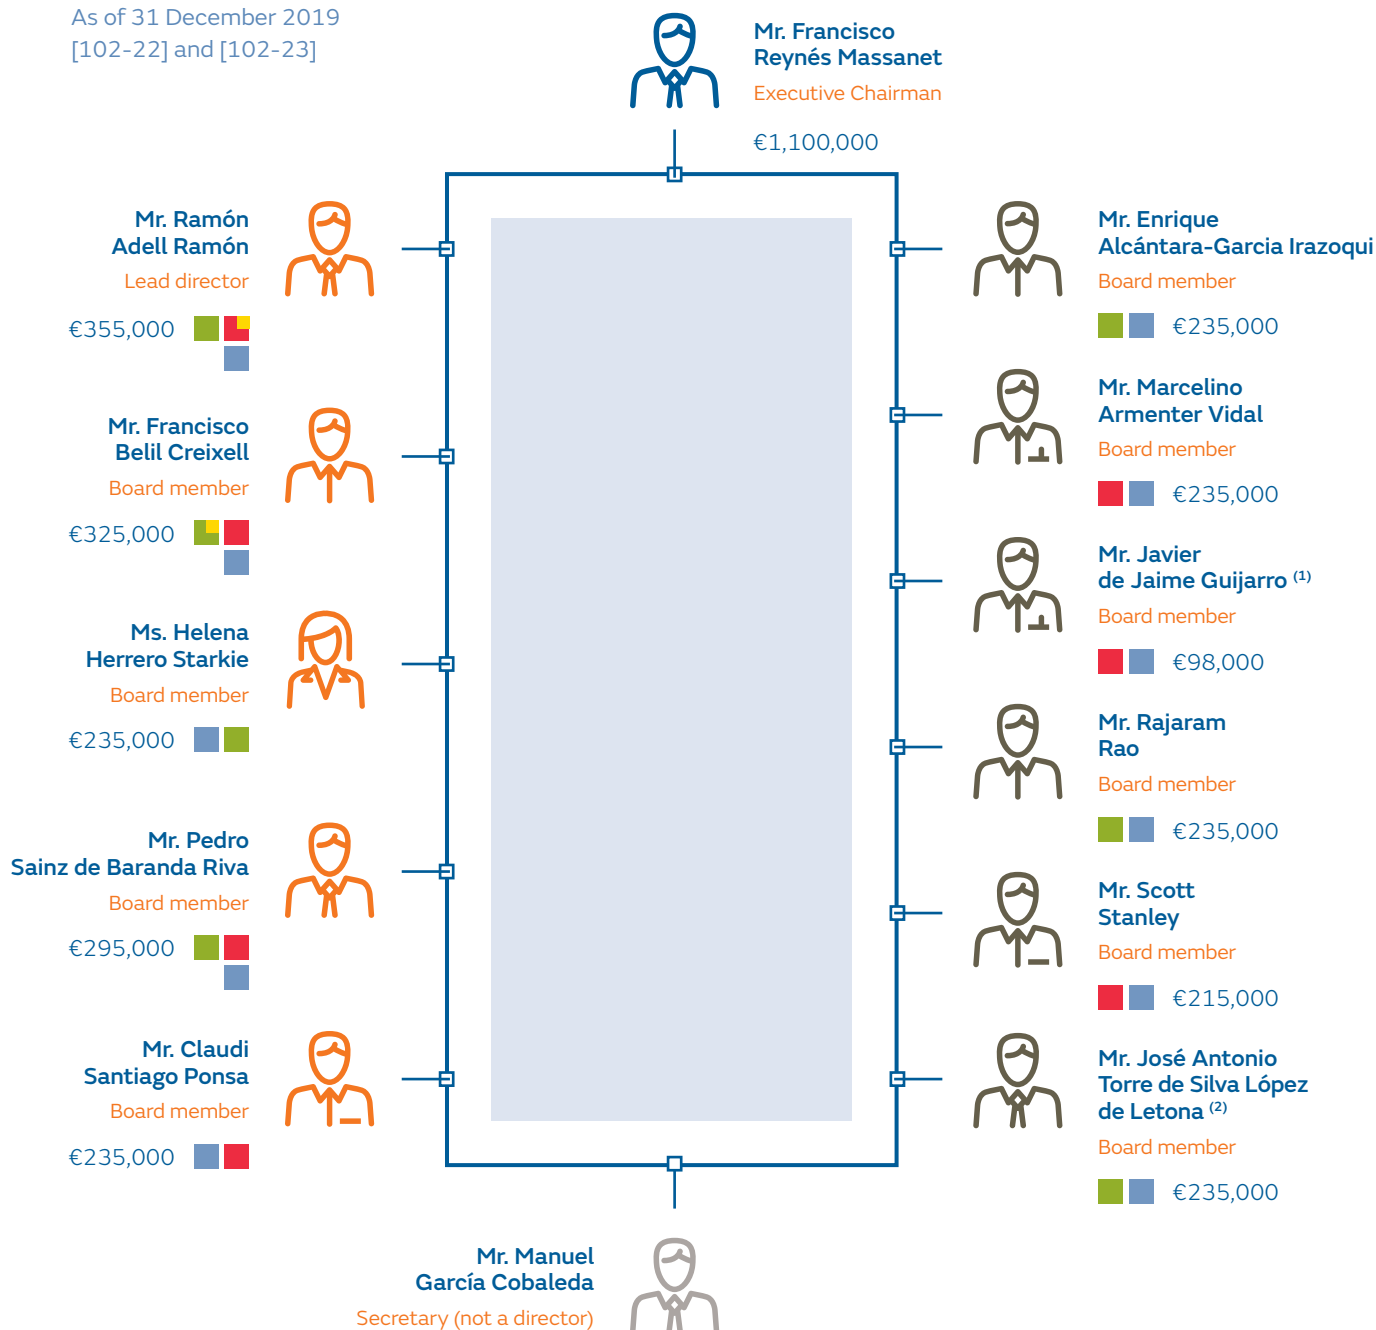 As of 31 December 2019
[102-22] and [102-23]
Mr. Francisco
Reynés Massanet
Executive Chairman
€1,100,000
Mr. Ramón
Adell Ramón
Lead director
€355,000
Mr. Francisco
Belil Creixell
Board member
€325,000
Ms. Helena
Herrero Starkie
Board member
€235,000
Mr. Pedro
Sainz de Baranda Riva
Board member
€295,000
Mr. Claudi
Santiago Ponsa
Board member
€235,000
Mr. Enrique
Alcántara-Garcia Irazoqui
Board member
€235,000
Mr. Marcelino
Armenter Vidal
Board member
€235,000
Mr. Javier
de Jaime Guijarro (1)
Board member
€98,000
Mr. Rajaram
Rao
Board member
€235,000
Mr. Scott
Stanley
Board member
€215,000
Mr. José Antonio
Torre de Silva López
de Letona (2)
Board member
€235,000
Mr. Manuel
García Cobaleda
Secretary (not a director)